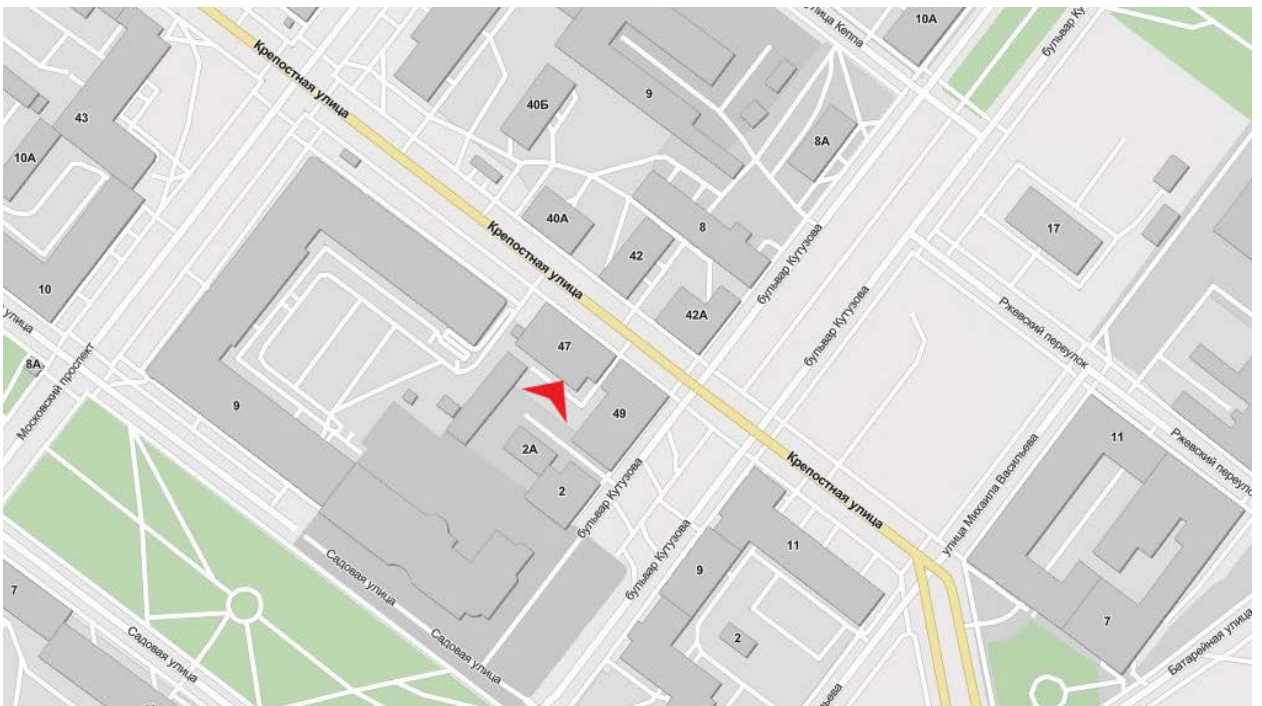 улица Кеппа
10А
бульвар Ку
Крепостная улица
43
40Б
9
8А
10А
40А
8
17
Крепостная улица
42
бульвар Кутузова
10
42А
бульвар Кутузова
Ржевский переулок
улица
47
8А
Московский проспект
9
49
11
2А
Ржевский переулок
2
бульвар Кутузова
Крепостная улица
улица Михаила Васильева
11
бульвар Кутузова
9
Садовая улица
7
2
7
Садовая улица
Садовая улица
Батарейная улица